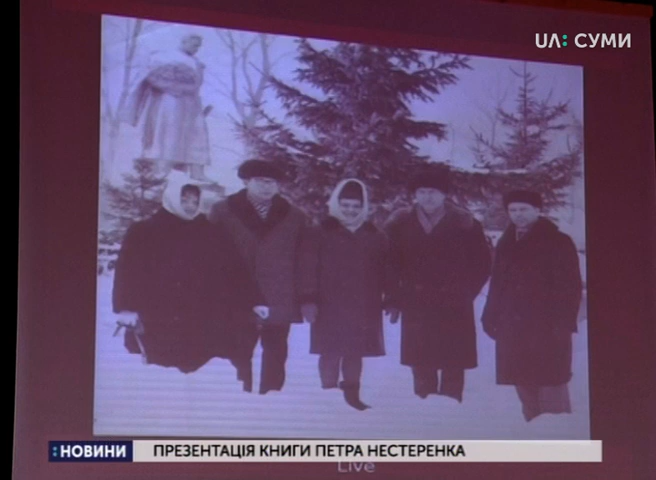 UA: СУМИ
:НОВИНИ
ПРЕЗЕНТАЦІЯ КНИГИ ПЕТРА НЕСТЕРЕНКА
Live